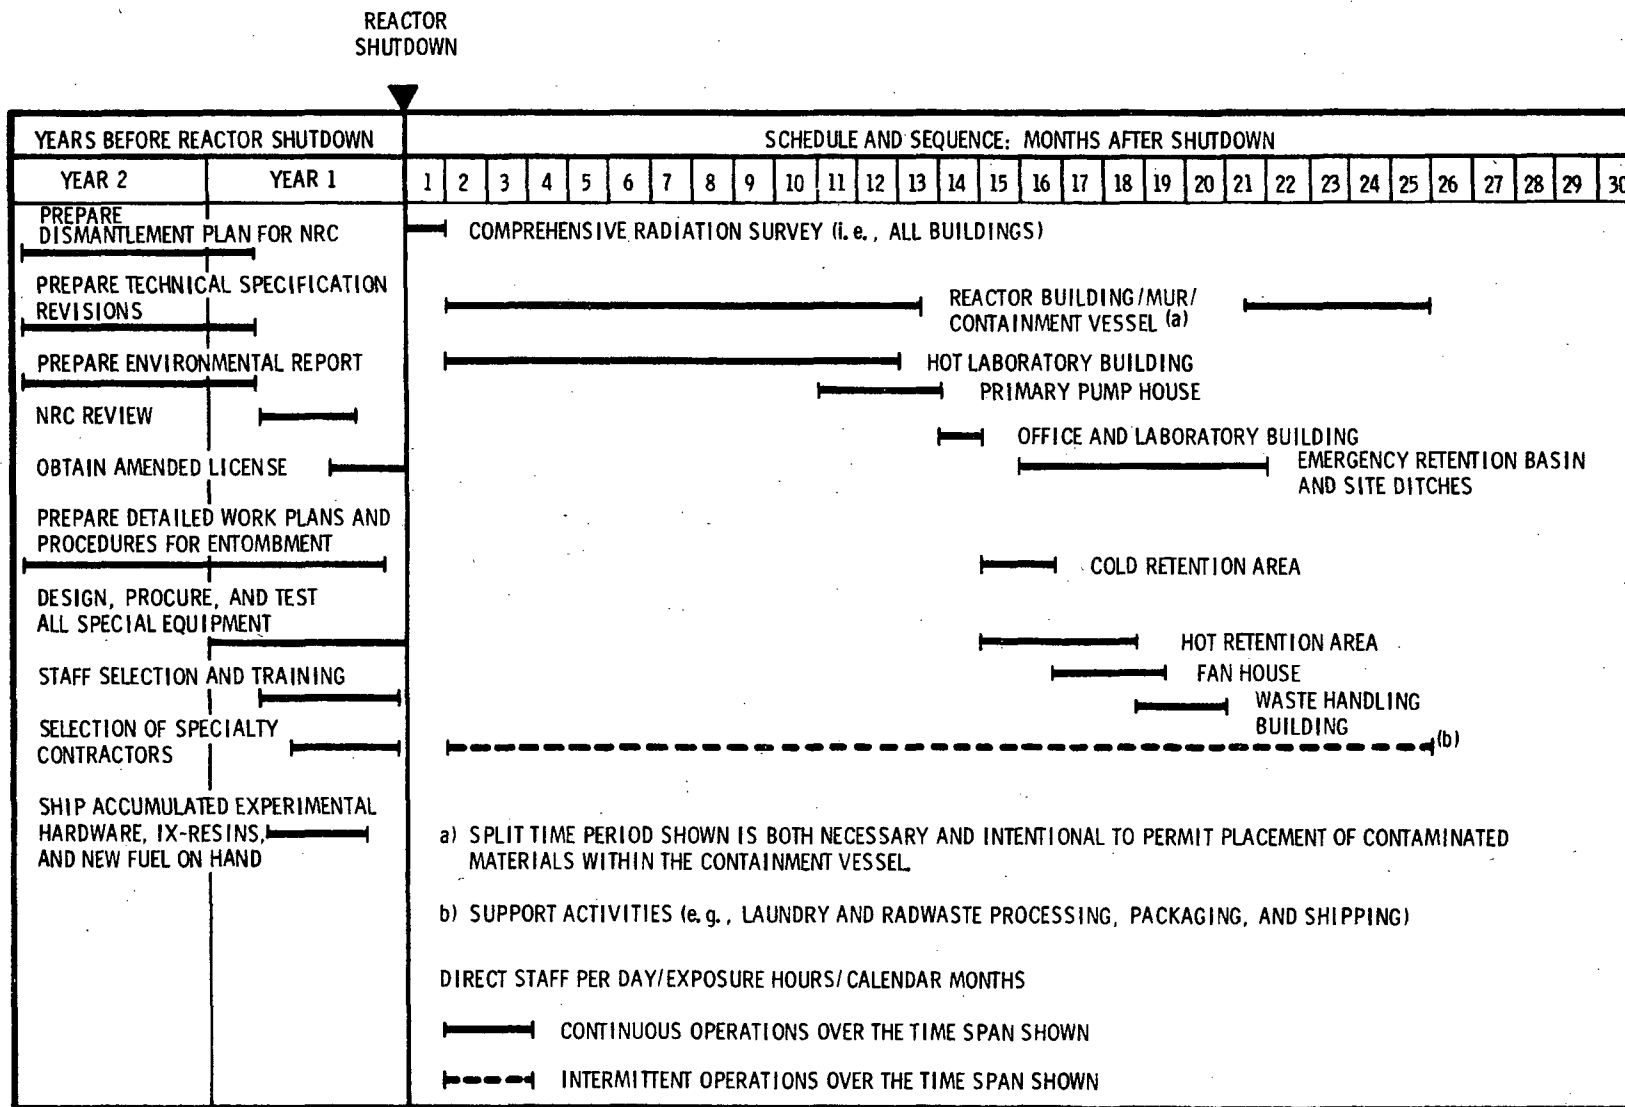 REACTOR
SHUTDOWN
YEARS BEFORE REACTOR SHUTDOWN
SCHEDULE AND SEQUENCE: MONTHS AFTER SHUTDOWN
YEAR 2 YEAR 1 1 2 3 4 5 6 7 8 9 10 11 12 13 14 15 16 17 18 19 20 21 22 23 24 25 26 27 28 29 30
PREPARE
DISMANTLEMENT PLAN FOR NRC
COMPREHENSIVE RADIATION SURVEY (i.e., ALL BUILDINGS)
PREPARE TECHNICAL SPECIFICATION
REVISIONS
REACTOR BUILDING/MUR/
CONTAINMENT VESSEL (a)
PREPARE ENVIRONMENTAL REPORT
HOT LABORATORY BUILDING
PRIMARY PUMP HOUSE
NRC REVIEW
OFFICE AND LABORATORY BUILDING
OBTAIN AMENDED LICENSE
EMERGENCY RETENTION BASIN
AND SITE DITCHES
PREPARE DETAILED WORK PLANS AND
PROCEDURES FOR ENTOMBMENT
COLD RETENTION AREA
DESIGN, PROCURE, AND TEST
ALL SPECIAL EQUIPMENT
HOT RETENTION AREA
STAFF SELECTION AND TRAINING
FAN HOUSE
WASTE HANDLING
BUILDING
SELECTION OF SPECIALTY
CONTRACTORS
(b)
SHIP ACCUMULATED EXPERIMENTAL
HARDWARE, IX-RESINS,
AND NEW FUEL ON HAND
a) SPLIT TIME PERIOD SHOWN IS BOTH NECESSARY AND INTENTIONAL TO PERMIT PLACEMENT OF CONTAMINATED
MATERIALS WITHIN THE CONTAINMENT VESSEL.
b) SUPPORT ACTIVITIES (e.g., LAUNDRY AND RADWASTE PROCESSING, PACKAGING, AND SHIPPING)
DIRECT STAFF PER DAY/EXPOSURE HOURS/CALENDAR MONTHS
CONTINUOUS OPERATIONS OVER THE TIME SPAN SHOWN
INTERMITTENT OPERATIONS OVER THE TIME SPAN SHOWN